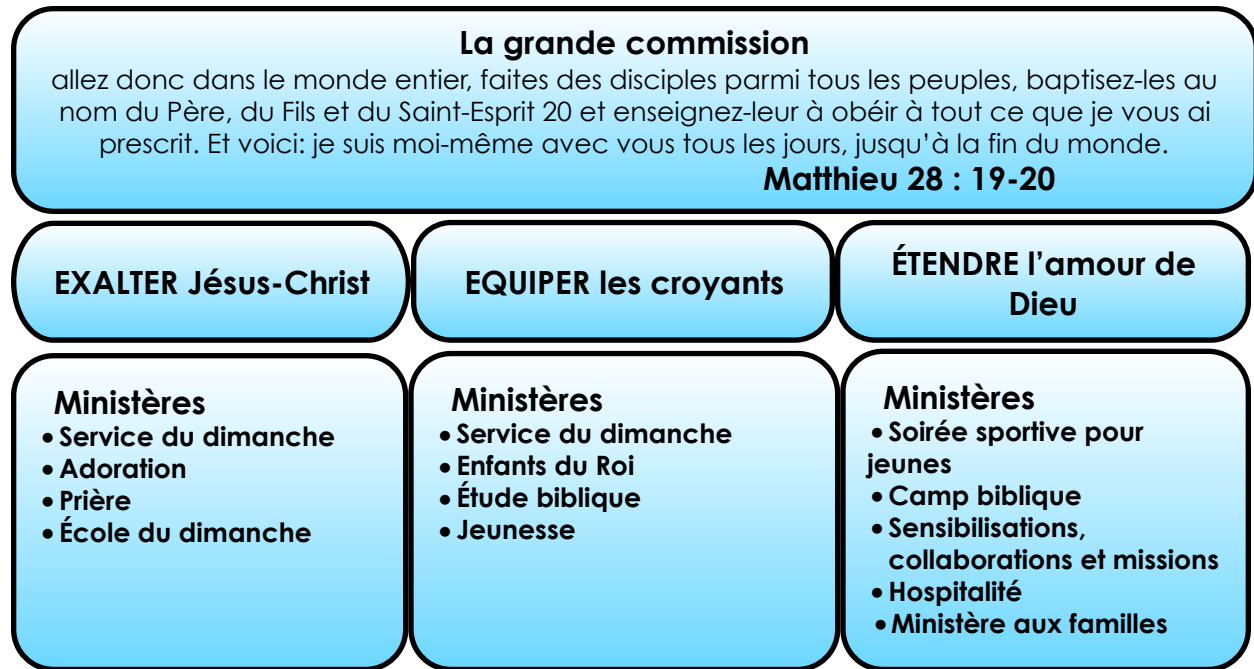 La grande commission
allez donc dans le monde entier, faites des disciples parmi tous les peuples, baptisez-les au
nom du Père, du Fils et du Saint-Esprit 20 et enseignez-leur à obéir à tout ce que je vous ai
prescrit. Et voici: je suis moi-même avec vous tous les jours, jusqu'à la fin du monde.
Matthieu 28 : 19-20
EXALTER Jésus-Christ
EQUIPER les croyants
ÉTENDRE l'amour de
Dieu
Ministères
• Service du dimanche
• Adoration
• Prière
• École du dimanche
Ministères
• Service du dimanche
• Enfants du Roi
• Étude biblique
• Jeunesse
Ministères
• Soirée sportive pour
jeunes
• Camp biblique
• Sensibilisations,
collaborations et missions
• Hospitalité
• Ministère aux familles